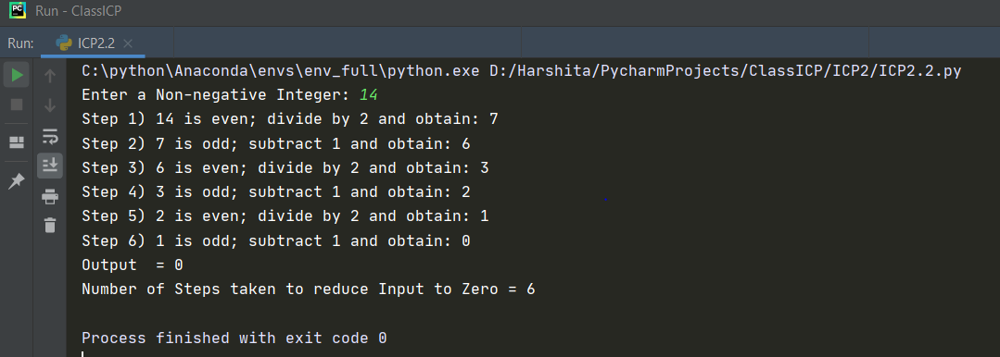 PC Run - ClassICP
Run: ICP2.2
C:\python\Anaconda\envs\env_full\python.exe D:/Harshita/PycharmProjects/ClassICP/ICP2/ICP2.2.py
Enter a Non-negative Integer: 14
Step 1) 14 is even; divide by 2 and obtain: 7
Step 2) 7 is odd; subtract 1 and obtain: 6
Step 3) 6 is even; divide by 2 and obtain: 3
Step 4) 3 is odd; subtract 1 and obtain: 2
Step 5) 2 is even; divide by 2 and obtain: 1
Step 6) 1 is odd; subtract 1 and obtain: 0
Output  = 0
Number of Steps taken to reduce Input to Zero = 6
Process finished with exit code 0